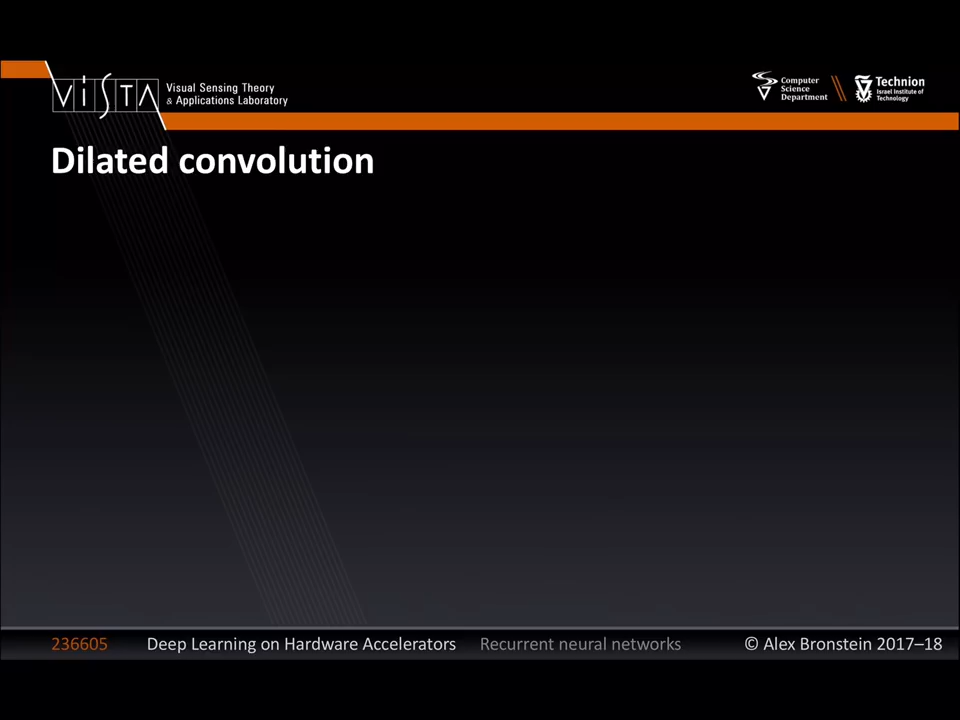 ViSTA
Visual Sensing Theory
& Applications Laboratory
Computer
Science
Department
Technion
Israel Institute of
Technology
Dilated convolution
236605 Deep Learning on Hardware Accelerators Recurrent neural networks © Alex Bronstein 2017–18